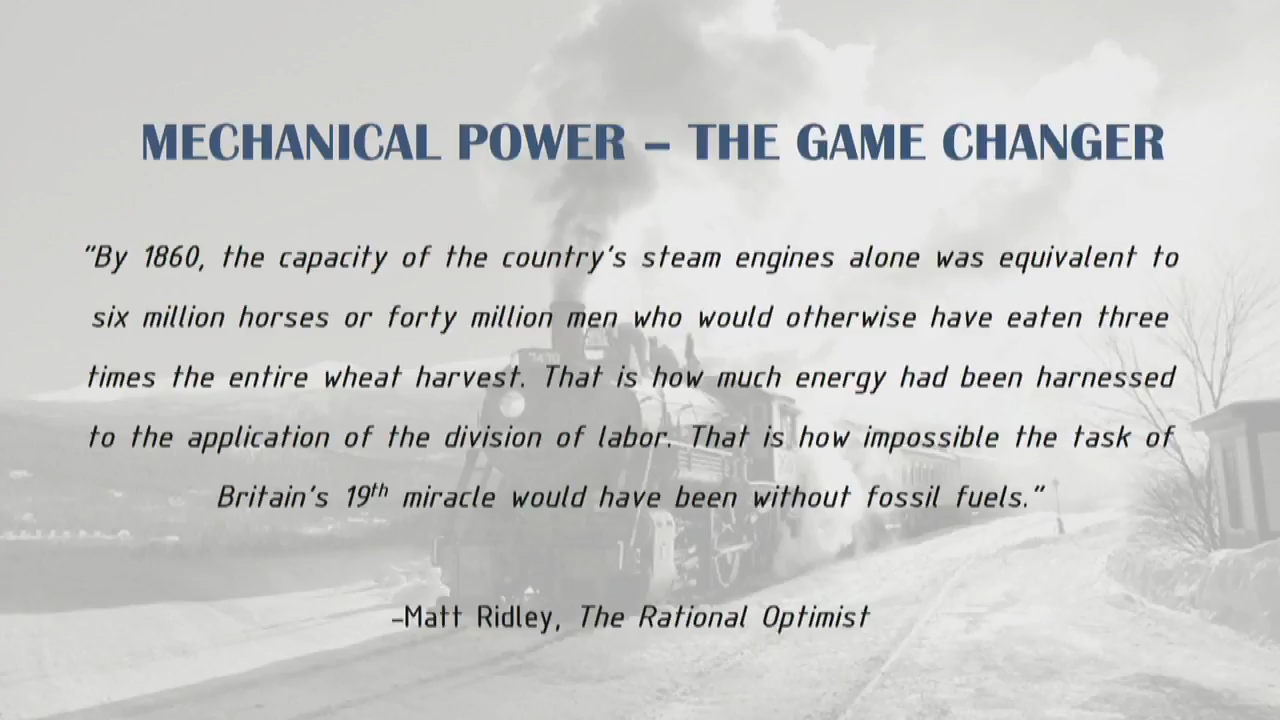 MECHANICAL POWER – THE GAME CHANGER
"By 1860, the capacity of the country's steam engines alone was equivalent to
six million horses or forty million men who would otherwise have eaten three
times the entire wheat harvest. That is how much energy had been harnessed
to the application of the division of labor. That is how impossible the task of
Britain's 19th miracle would have been without fossil fuels."
–Matt Ridley, The Rational Optimist